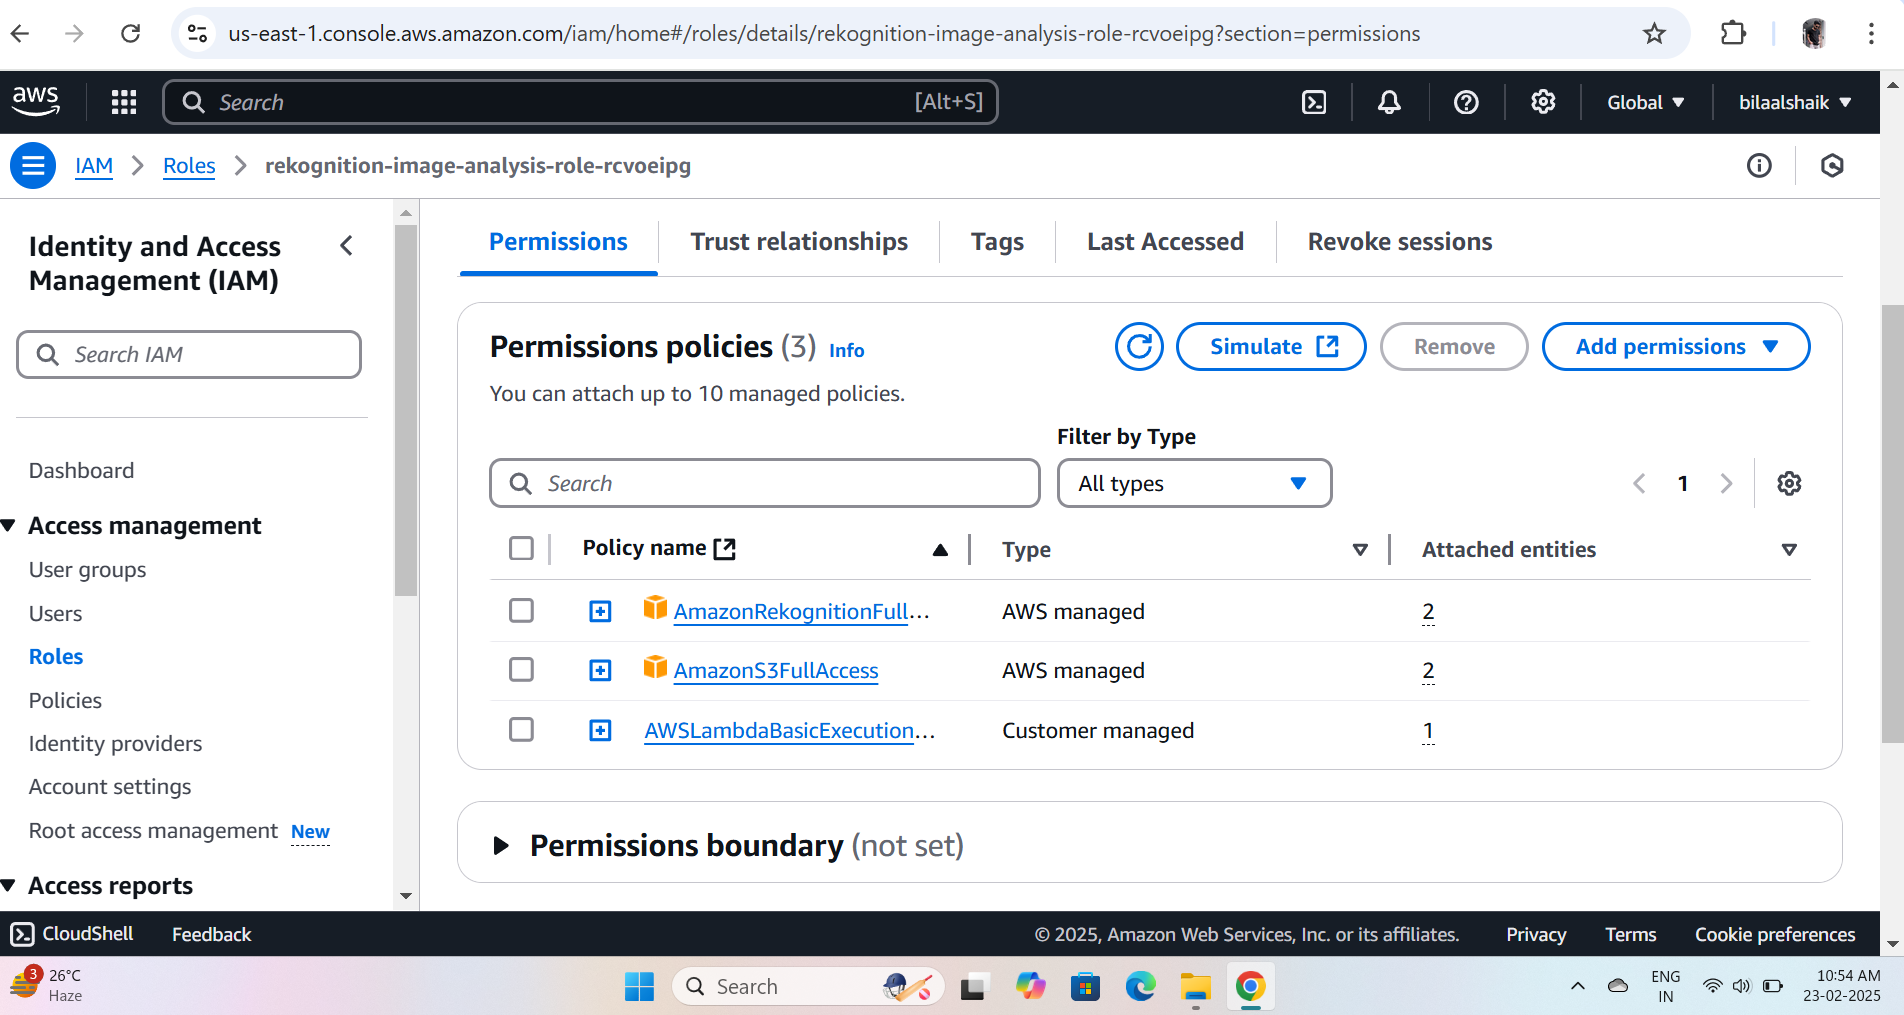 us-east-1.console.aws.amazon.com/iam/home#/roles/details/rekognition-image-analysis-role-rcvoeipg?section=permissions
aws
Search
[Alt+S]
Global
bilaalshaik
IAM
Roles
rekognition-image-analysis-role-rcvoeipg
Identity and Access
Management (IAM)
Search IAM
Dashboard
Access management
User groups
Users
Roles
Policies
Identity providers
Account settings
Root access management New
Access reports
Permissions
Trust relationships
Tags
Last Accessed
Revoke sessions
Permissions policies (3) Info
Simulate
Remove
Add permissions
You can attach up to 10 managed policies.
Filter by Type
Search
All types
1
Policy name
Type
Attached entities
AmazonRekognitionFull...
AWS managed
2
AmazonS3FullAccess
AWS managed
2
AWSLambdaBasicExecution...
Customer managed
1
Permissions boundary (not set)
CloudShell
Feedback
© 2025, Amazon Web Services, Inc. or its affiliates.
Privacy
Terms
Cookie preferences
3
26°C
Haze
Search
ENG
IN
10:54 AM
23-02-2025